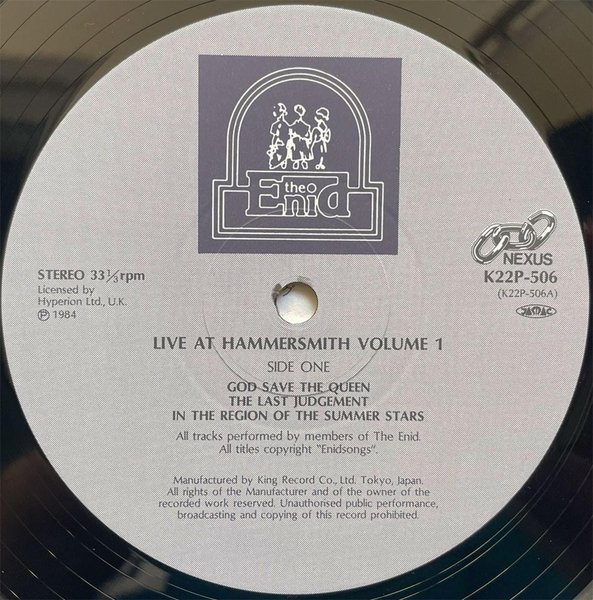 the
Enid
NEXUS
K22P-506
(K22P-506A)
JASRAC
STEREO 33⅓rpm
Licensed by
Hyperion Ltd., U.K.
℗ 1984
LIVE AT HAMMERSMITH VOLUME 1
SIDE ONE
GOD SAVE THE QUEEN
THE LAST JUDGEMENT
IN THE REGION OF THE SUMMER STARS
All tracks performed by members of The Enid.
All titles copyright "Enidsongs".
Manufactured by King Record Co., Ltd. Tokyo, Japan.
All rights of the Manufacturer and of the owner of the
recorded work reserved. Unauthorised public performance,
broadcasting and copying of this record prohibited.